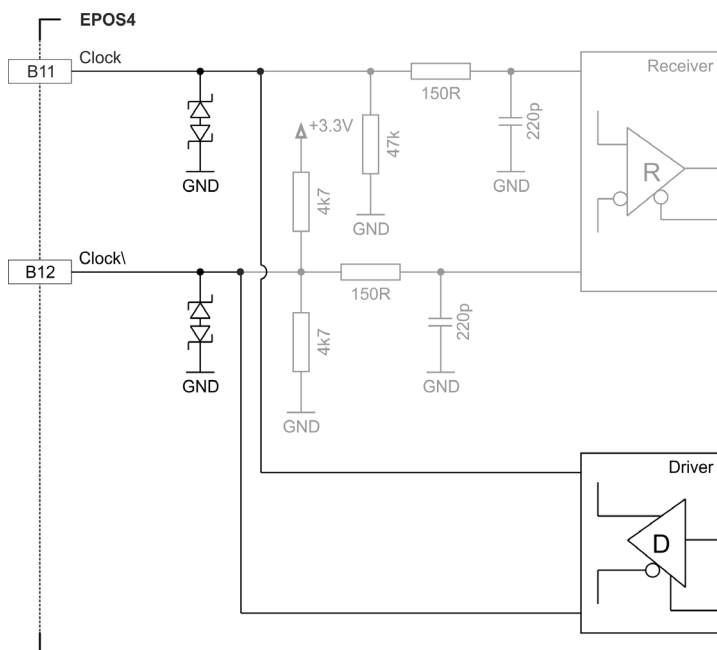 EPOS4
B11
Clock
Receiver
150R
220p
+3.3V
47k
GND
GND
4k7
GND
R
B12
Clock\
150R
220p
4k7
GND
GND
GND
Driver
D